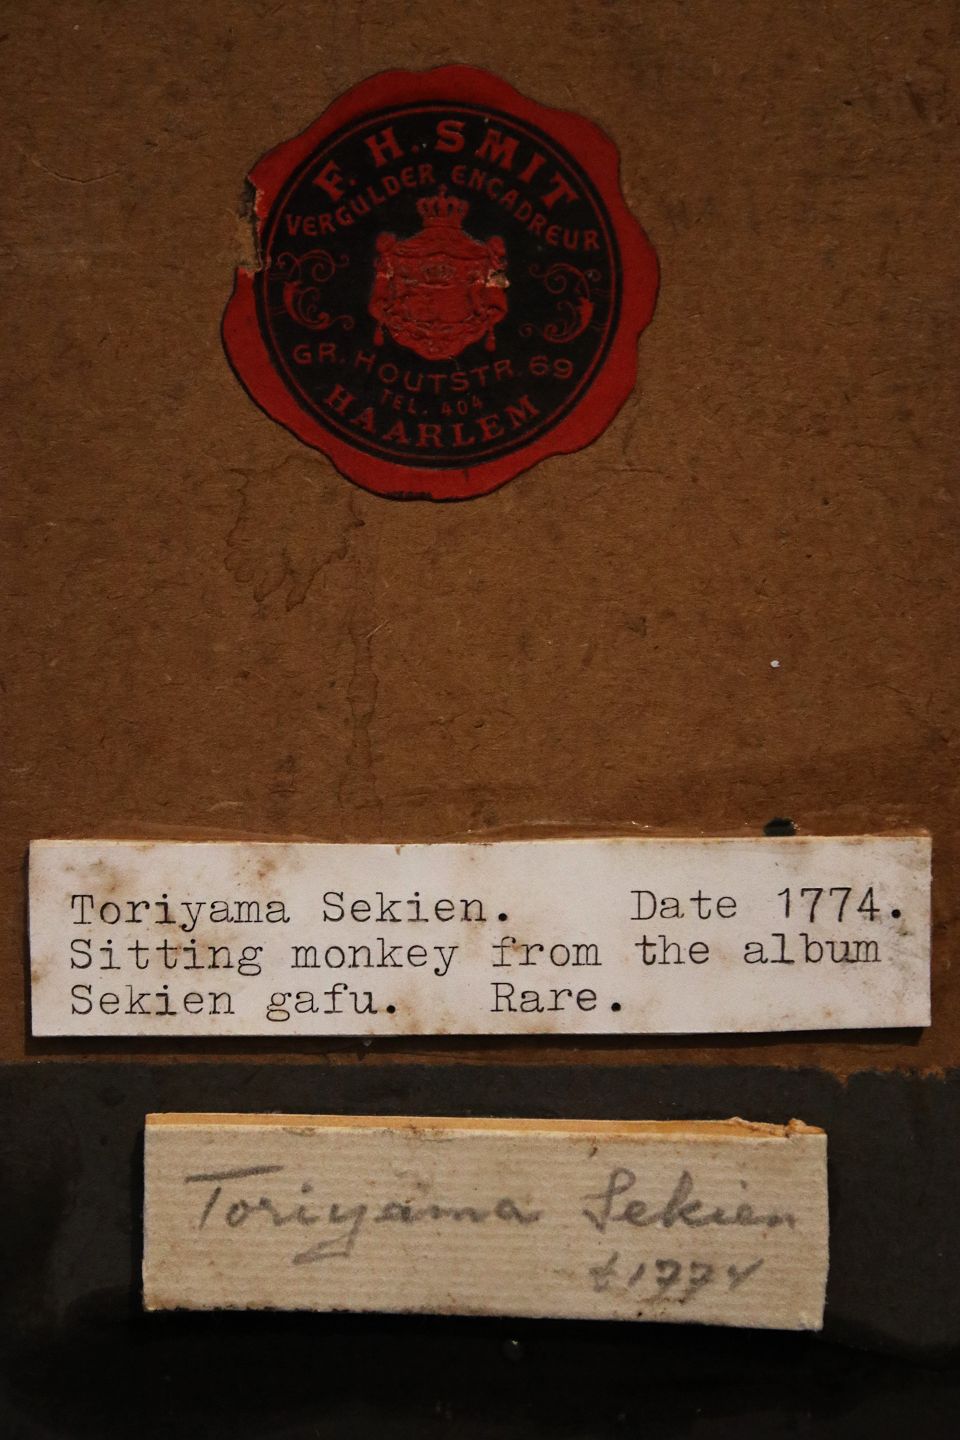 F. H. SMIT
VERGULDER ENCADREUR
GR. HOUTSTR. 69
TEL. 404
HAARLEM
Toriyama Sekien. Date 1774.
Sitting monkey from the album
Sekien gafu. Rare.
Toriyama Sekien
± 1774